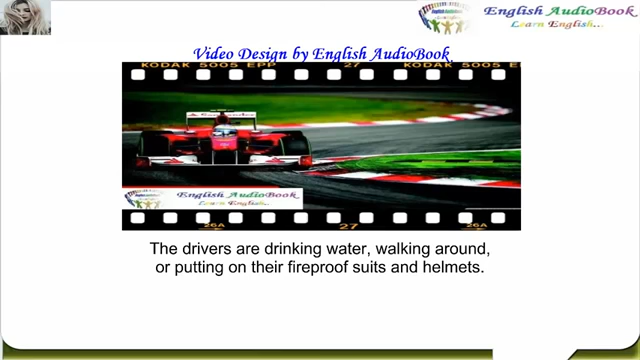 English AudioBook
Learn English...
Video Design by English AudioBook
KODAK 5005 EPP 27 KODAK 5005 E
Santander
English AudioBook
Learn English...
26A 27 26A
The drivers are drinking water, walking around,
or putting on their fireproof suits and helmets.